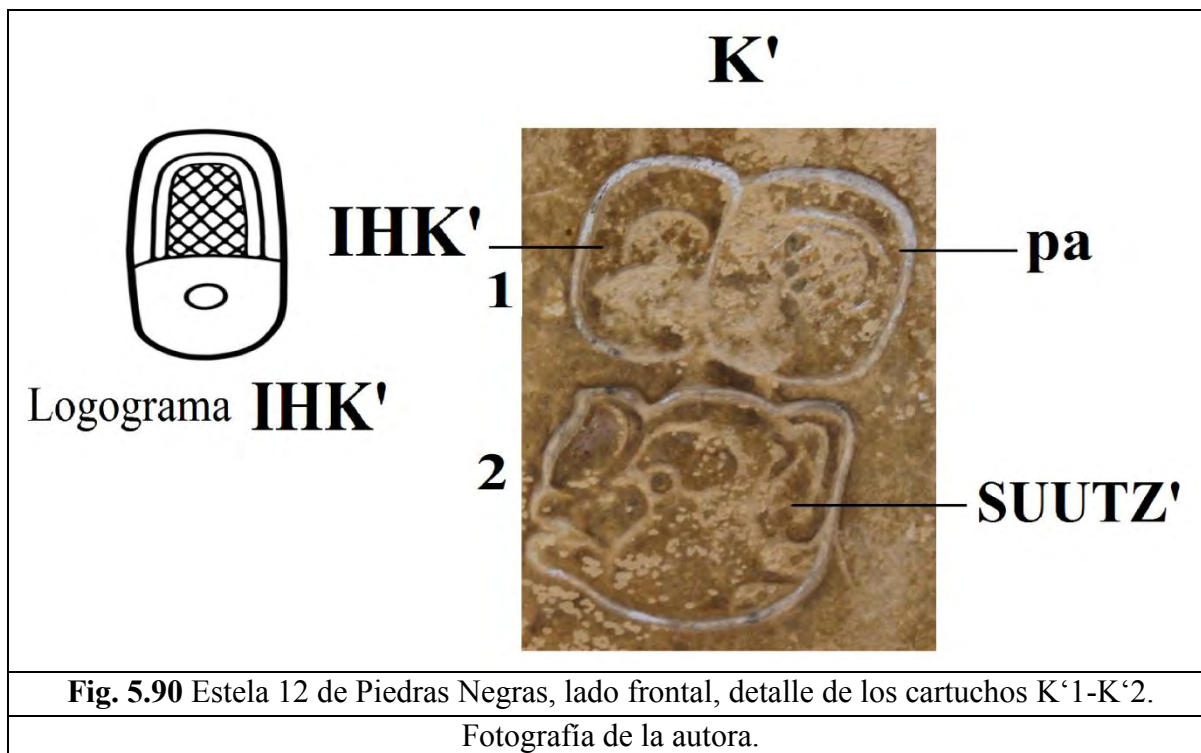 K'
IHK'
pa
1
Logograma IHK'
2
SUUTZ'
Fig. 5.90 Estela 12 de Piedras Negras, lado frontal, detalle de los cartuchos K‘1-K‘2.
Fotografía de la autora.